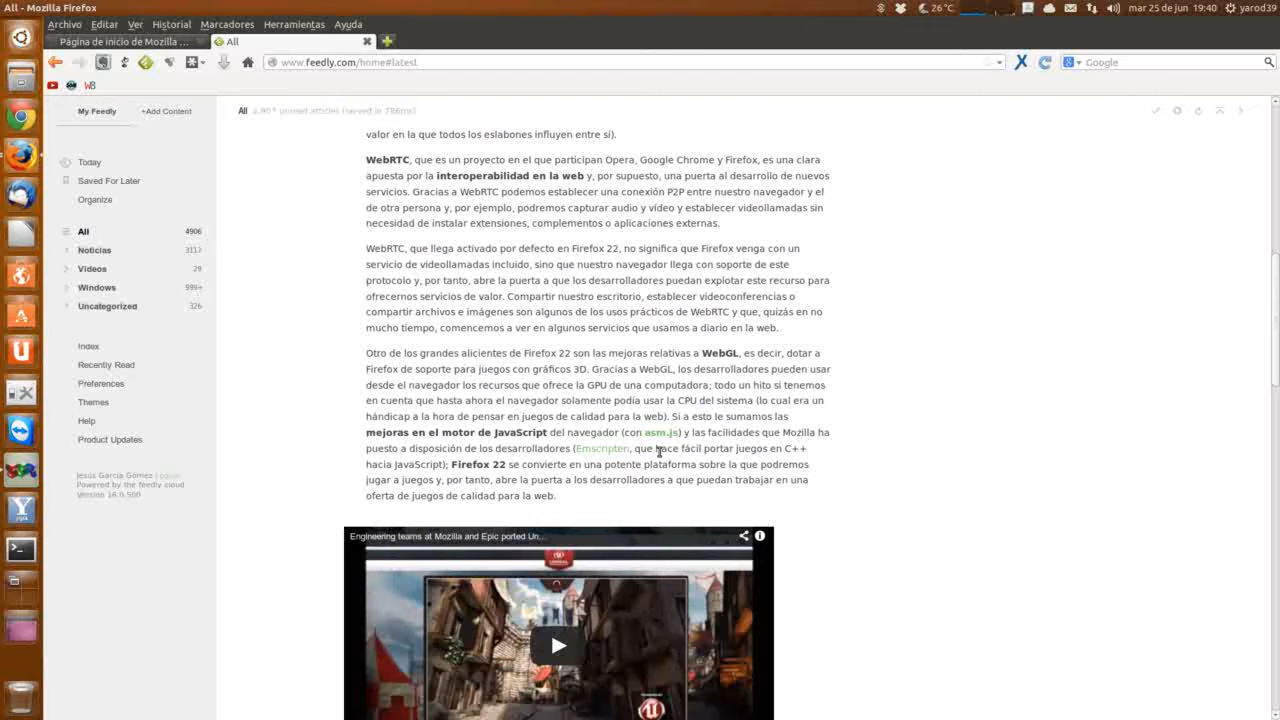 All - Mozilla Firefox
26°C
mar 25 de jun 19:40
yarod39
Archivo Editar Ver Historial Marcadores Herramientas Ayuda
Página de inicio de Mozilla ...
All
www.feedly.com/home#latest
Google
My Feedly
+Add Content
Today
Saved For Later
Organize
All 4906
Noticias
Videos 29
Windows 999+
Uncategorized 326
Index
Recently Read
Preferences
Themes
Help
Product Updates
Jesús García Gómez
Powered by the feedly cloud
Version 16.0.500
All
unread articles (served in 786ms)
valor en la que todos los eslabones influyen entre sí).
WebRTC, que es un proyecto en el que participan Opera, Google Chrome y Firefox, es una clara
apuesta por la interoperabilidad en la web y, por supuesto, una puerta al desarrollo de nuevos
servicios. Gracias a WebRTC podemos establecer una conexión P2P entre nuestro navegador y el
de otra persona y, por ejemplo, podremos capturar audio y vídeo y establecer videollamadas sin
necesidad de instalar extensiones, complementos o aplicaciones externas.
WebRTC, que llega activado por defecto en Firefox 22, no significa que Firefox venga con un
servicio de videollamadas incluido, sino que nuestro navegador llega con soporte de este
protocolo y, por tanto, abre la puerta a que los desarrolladores puedan explotar este recurso para
ofrecernos servicios de valor. Compartir nuestro escritorio, establecer videoconferencias o
compartir archivos e imágenes son algunos de los usos prácticos de WebRTC y que, quizás en no
mucho tiempo, comencemos a ver en algunos servicios que usamos a diario en la web.
Otro de los grandes alicientes de Firefox 22 son las mejoras relativas a WebGL, es decir, dotar a
Firefox de soporte para juegos con gráficos 3D. Gracias a WebGL, los desarrolladores pueden usar
desde el navegador los recursos que ofrece la GPU de una computadora; todo un hito si tenemos
en cuenta que hasta ahora el navegador solamente podía usar la CPU del sistema (lo cual era un
hándicap a la hora de pensar en juegos de calidad para la web). Si a esto le sumamos las
mejoras en el motor de JavaScript del navegador (con asm.js) y las facilidades que Mozilla ha
puesto a disposición de los desarrolladores (Emscripten, que hace fácil portar juegos en C++
hacia JavaScript); Firefox 22 se convierte en una potente plataforma sobre la que podremos
jugar a juegos y, por tanto, abre la puerta a los desarrolladores a que puedan trabajar en una
oferta de juegos de calidad para la web.
Engineering teams at Mozilla and Epic ported Un...